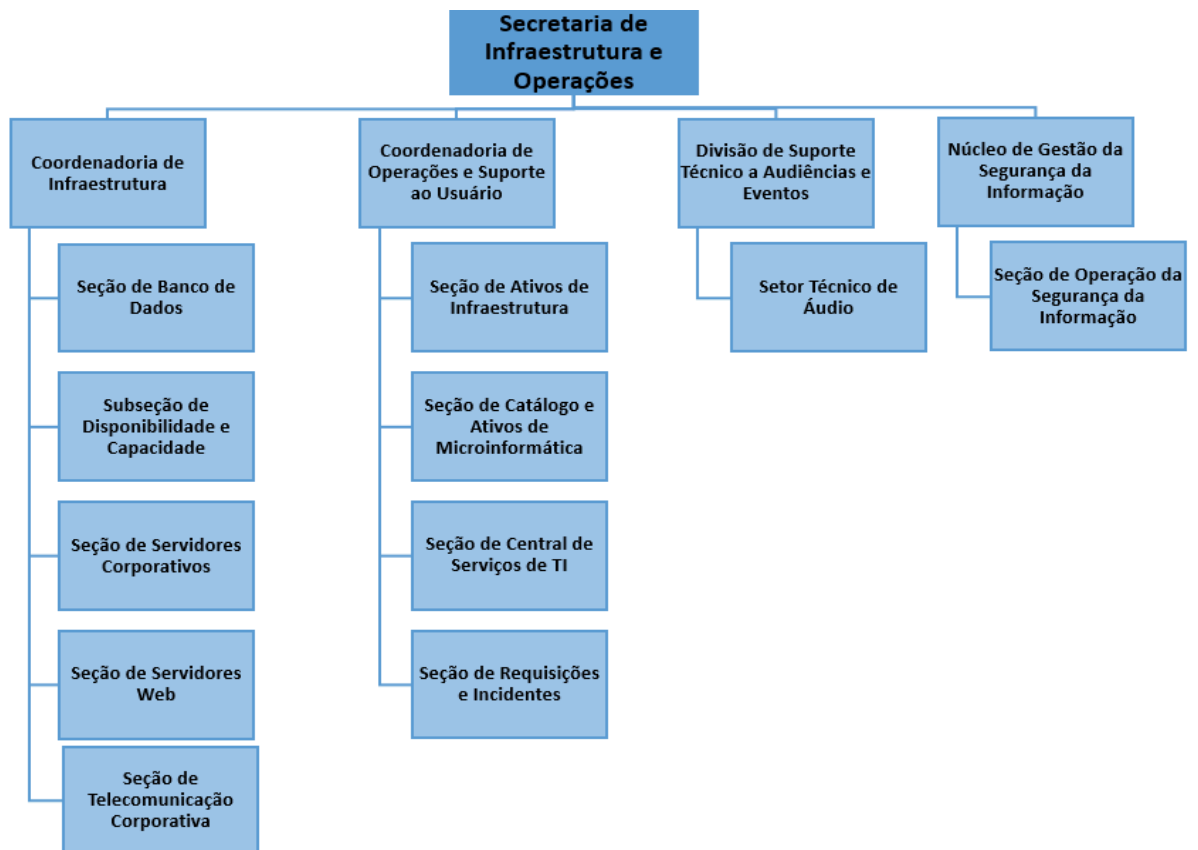 Secretaria de
Infraestrutura e
Operações
Coordenadoria de
Infraestrutura
Coordenadoria de
Operações e Suporte
ao Usuário
Divisão de Suporte
Técnico a Audiências e
Eventos
Núcleo de Gestão da
Segurança da
Informação
Seção de Banco de
Dados
Seção de Ativos de
Infraestrutura
Setor Técnico de
Áudio
Seção de Operação da
Segurança da
Informação
Subseção de
Disponibilidade e
Capacidade
Seção de Catálogo e
Ativos de
Microinformática
Seção de Servidores
Corporativos
Seção de Central de
Serviços de TI
Seção de Servidores
Web
Seção de Requisições
e Incidentes
Seção de
Telecomunicação
Corporativa